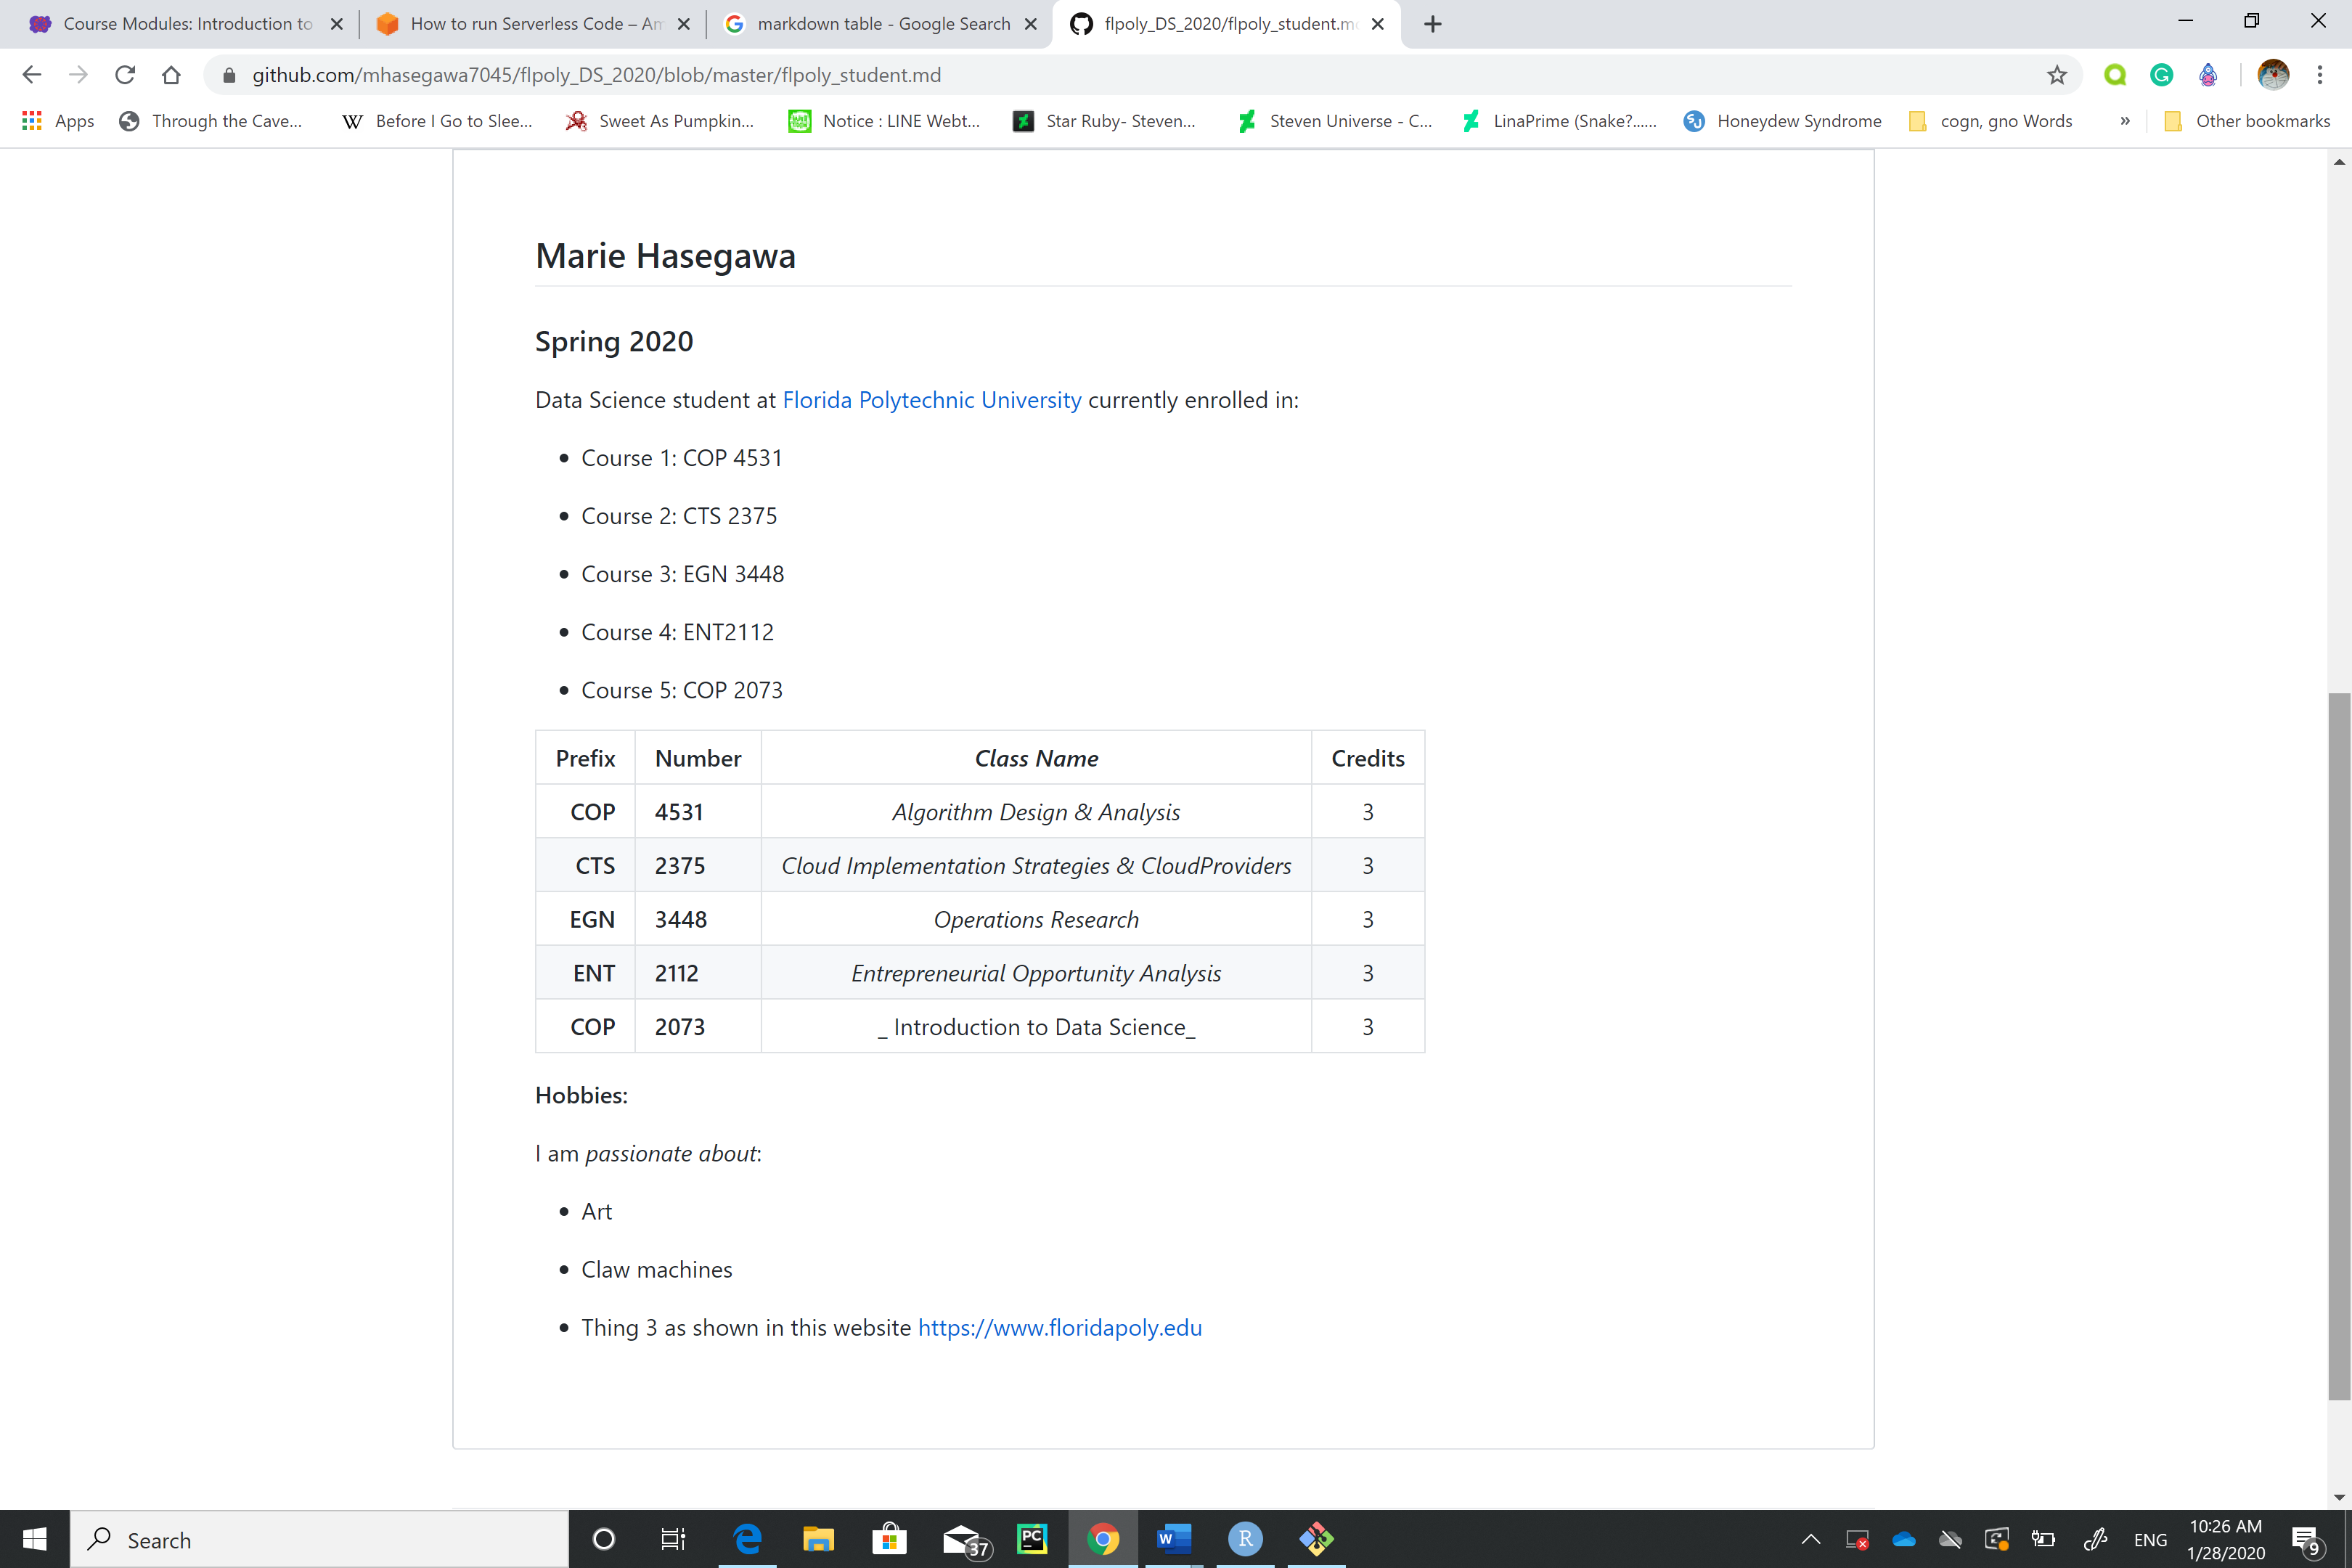 Course Modules: Introduction to
How to run Serverless Code – Am
markdown table - Google Search
flpoly_DS_2020/flpoly_student.m
github.com/mhasegawa7045/flpoly_DS_2020/blob/master/flpoly_student.md
Apps Through the Cave... Before I Go to Slee... Sweet As Pumpkin... Notice : LINE Webt... Star Ruby- Steven... Steven Universe - C... LinaPrime (Snake?...... Honeydew Syndrome cogn, gno Words » Other bookmarks
Marie Hasegawa
Spring 2020
Data Science student at Florida Polytechnic University currently enrolled in:
Course 1: COP 4531
Course 2: CTS 2375
Course 3: EGN 3448
Course 4: ENT2112
Course 5: COP 2073
Prefix Number Class Name Credits
COP 4531 Algorithm Design & Analysis 3
CTS 2375 Cloud Implementation Strategies & CloudProviders 3
EGN 3448 Operations Research 3
ENT 2112 Entrepreneurial Opportunity Analysis 3
COP 2073 _ Introduction to Data Science_ 3
Hobbies:
I am passionate about:
Art
Claw machines
Thing 3 as shown in this website https://www.floridapoly.edu
Search
37
PC
W
R
ENG
10:26 AM
1/28/2020
9